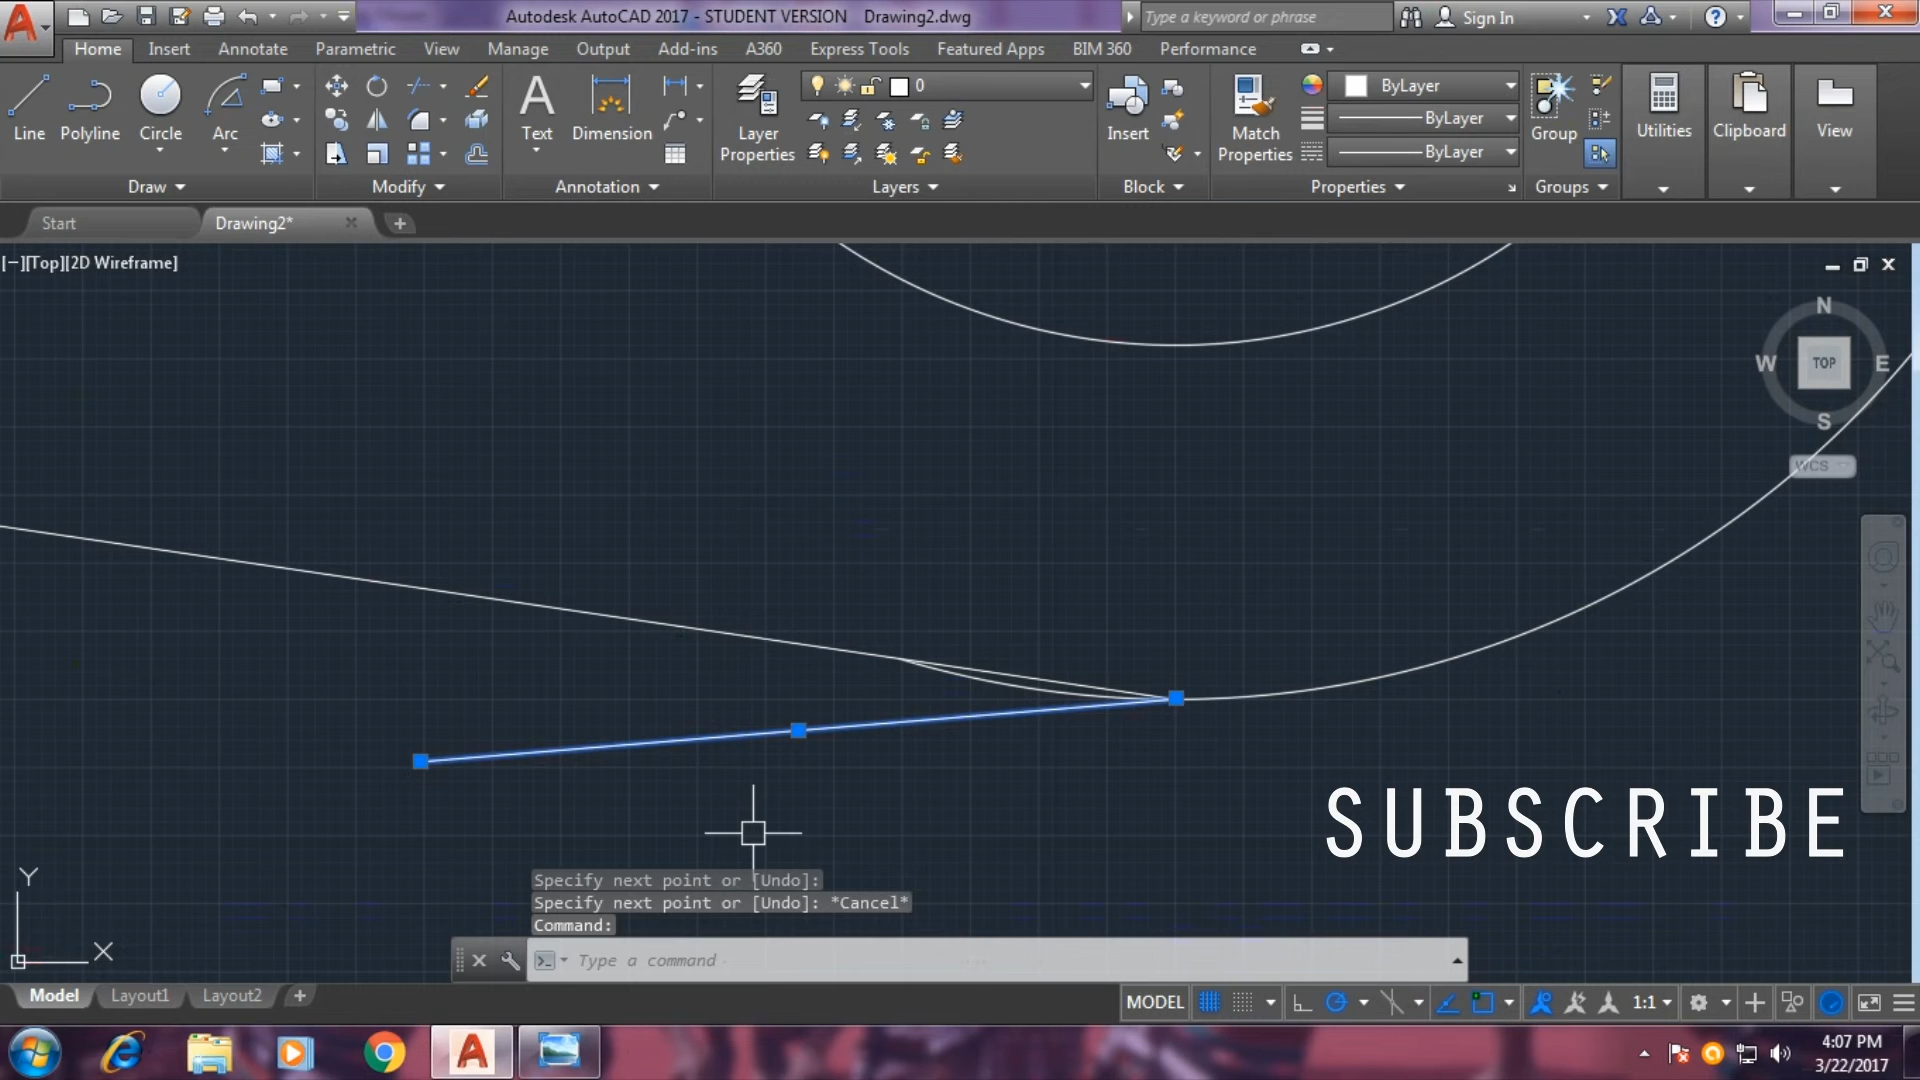 Autodesk AutoCAD 2017 - STUDENT VERSION Drawing2.dwg
Type a keyword or phrase
Sign In
Home Insert Annotate Parametric View Manage Output Add-ins A360 Express Tools Featured Apps BIM 360 Performance
Line
Polyline
Circle
Arc
Text
Dimension
Layer
Properties
0
Insert
Match
Properties
ByLayer
ByLayer
ByLayer
Group
Utilities
Clipboard
View
Draw
Modify
Annotation
Layers
Block
Properties
Groups
Start
Drawing2*
[−][Top][2D Wireframe]
N
W
TOP
E
S
WCS
SUBSCRIBE
Y
X
Specify next point or [Undo]:
Specify next point or [Undo]: *Cancel*
Command:
Type a command
Model
Layout1
Layout2
MODEL
1:1
4:07 PM
3/22/2017